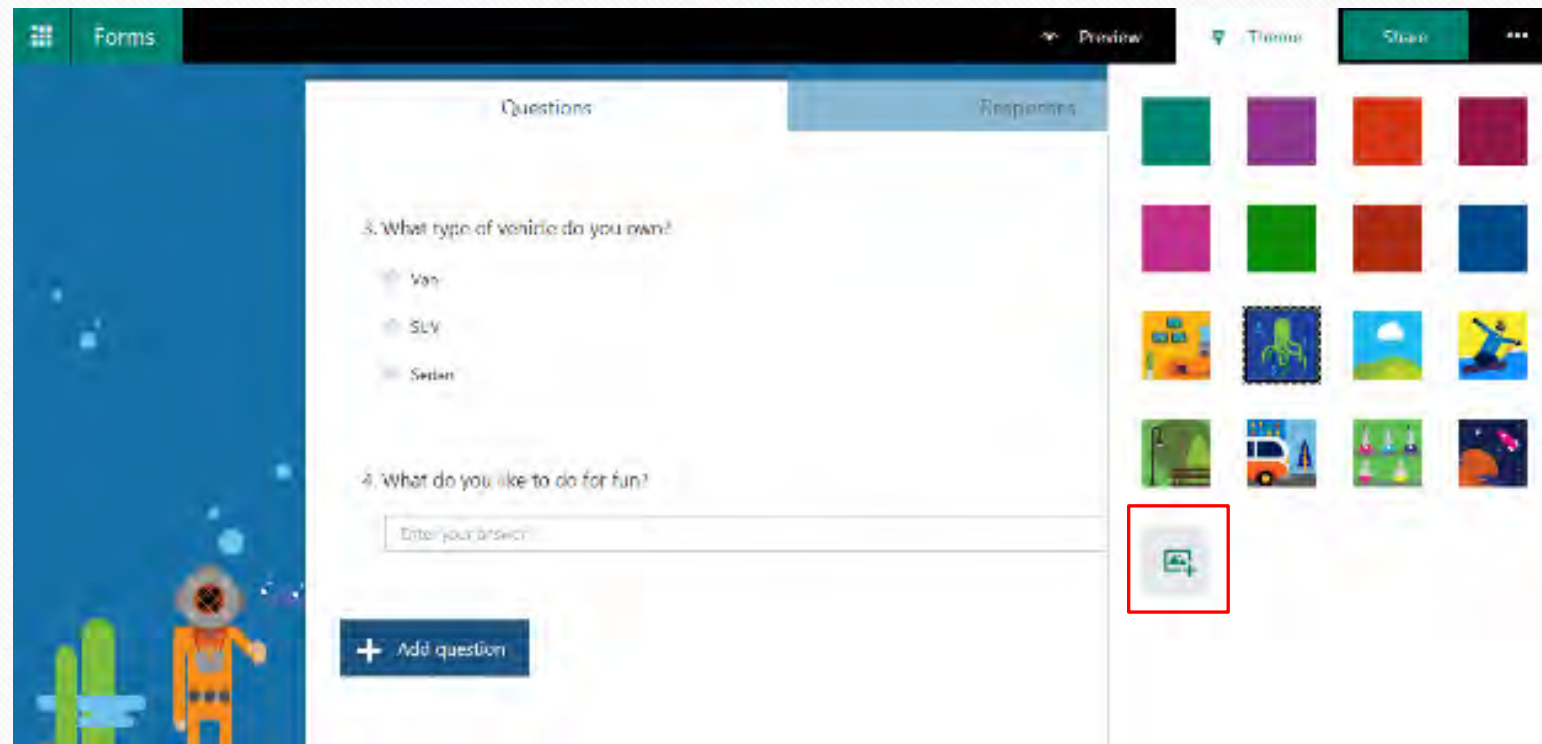 Forms
Preview
Theme
Share
Questions
Responses
3. What type of vehicle do you own?
Van
SUV
Sedan
4. What do you like to do for fun?
Enter your answer
Add question